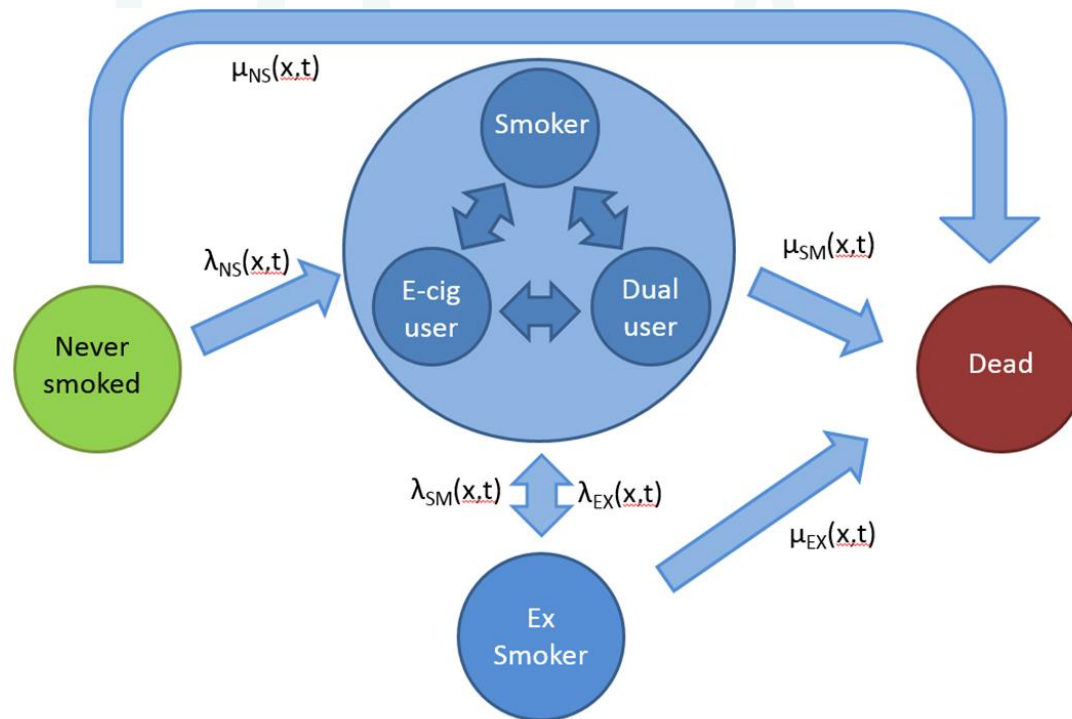 μNS(x,t)
Smoker
λNS(x,t)
μSM(x,t)
E-cig
user
Dual
user
Never
smoked
Dead
λSM(x,t)
λEX(x,t)
μEX(x,t)
Ex
Smoker